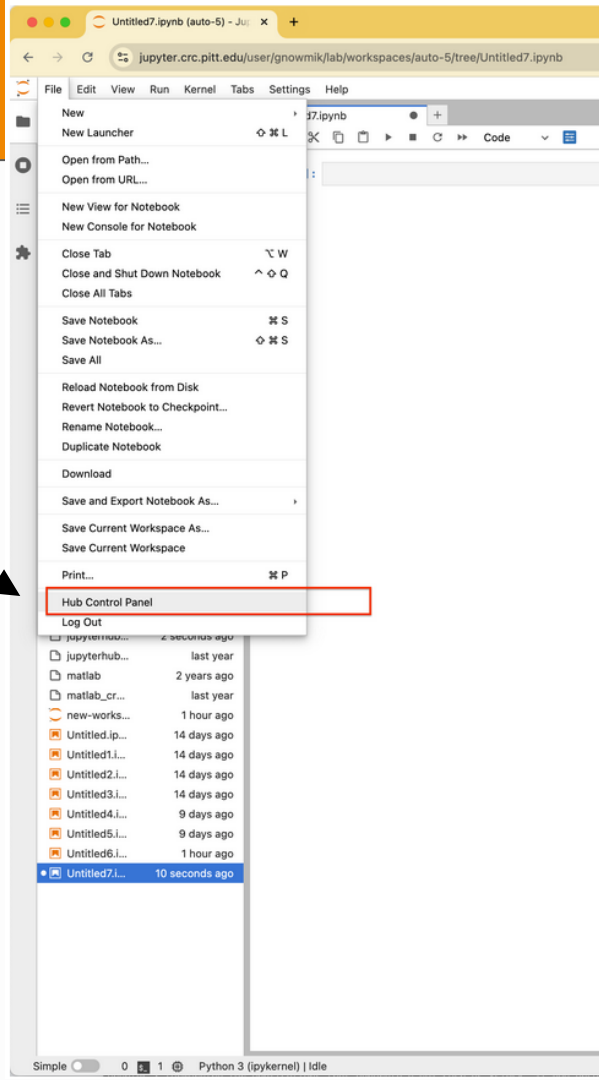 Untitled7.ipynb (auto-5) - Ju
jupyter.crc.pitt.edu/user/gnowmik/lab/workspaces/auto-5/tree/Untitled7.ipynb
File Edit View Run Kernel Tabs Settings Help
New
d7.ipynb
New Launcher ⇧ ⌘ L
Code
Open from Path...
Open from URL...
]:
New View for Notebook
New Console for Notebook
Close Tab ⌥ W
Close and Shut Down Notebook ^ ⇧ Q
Close All Tabs
Save Notebook ⌘ S
Save Notebook As... ⇧ ⌘ S
Save All
Reload Notebook from Disk
Revert Notebook to Checkpoint...
Rename Notebook...
Duplicate Notebook
Download
Save and Export Notebook As...
Save Current Workspace As...
Save Current Workspace
Print... ⌘ P
Hub Control Panel
Log Out
jupyterhub... 2 seconds ago
jupyterhub... last year
matlab 2 years ago
matlab_cr... last year
new-works... 1 hour ago
Untitled.ip... 14 days ago
Untitled1.i... 14 days ago
Untitled2.i... 14 days ago
Untitled3.i... 14 days ago
Untitled4.i... 9 days ago
Untitled5.i... 9 days ago
Untitled6.i... 1 hour ago
Untitled7.i... 10 seconds ago
Simple 0 1 Python 3 (ipykernel) | Idle